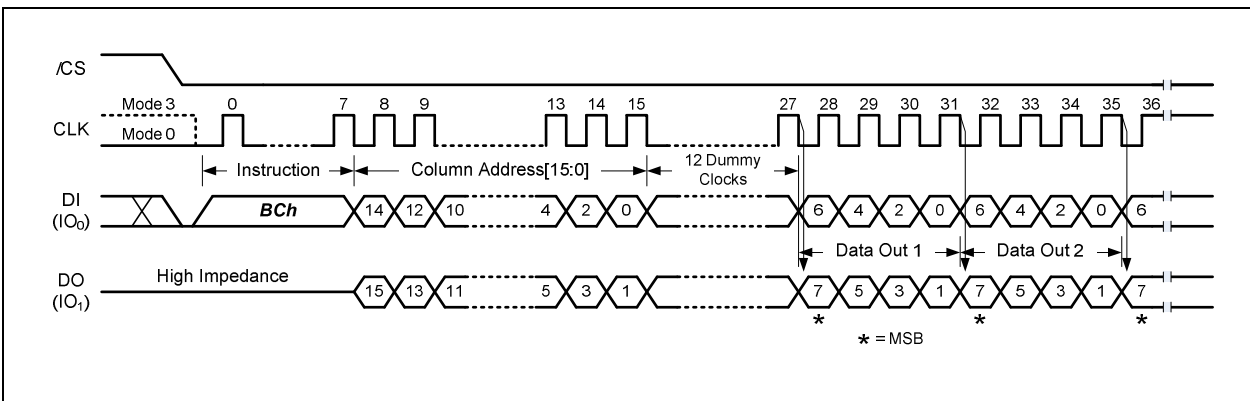 /CS
Mode 3 0 7 8 9 13 14 15 27 28 29 30 31 32 33 34 35 36
CLK
Mode 0
Instruction Column Address[15:0] 12 Dummy Clocks
DI
(IO0)
BCh 14 12 10 4 2 0 6 4 2 0 6 4 2 0 6
Data Out 1 Data Out 2
High Impedance
DO
(IO1)
15 13 11 5 3 1 7 5 3 1 7 5 3 1 7
* * *
* = MSB